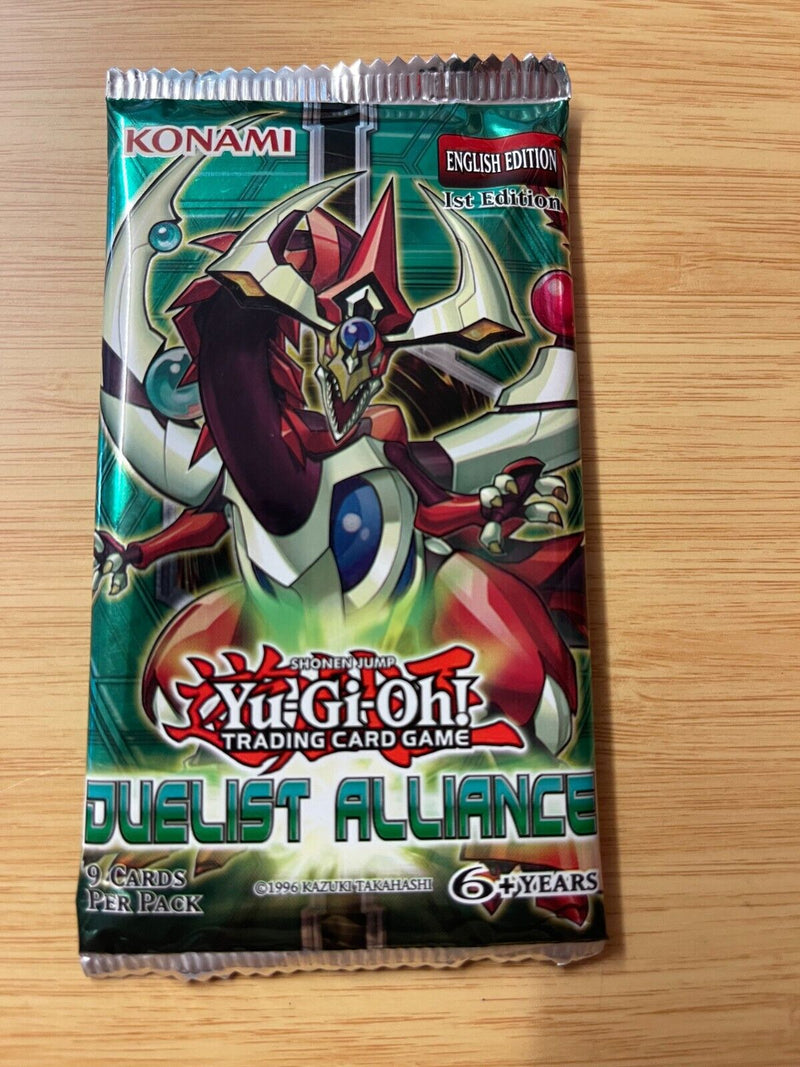 KONAMI
ENGLISH EDITION
1st Edition
SHONEN JUMP
Yu-Gi-Oh!
TRADING CARD GAME
DUELIST ALLIANCE
9 CARDS
PER PACK
©1996 KAZUKI TAKAHASHI
6+YEARS